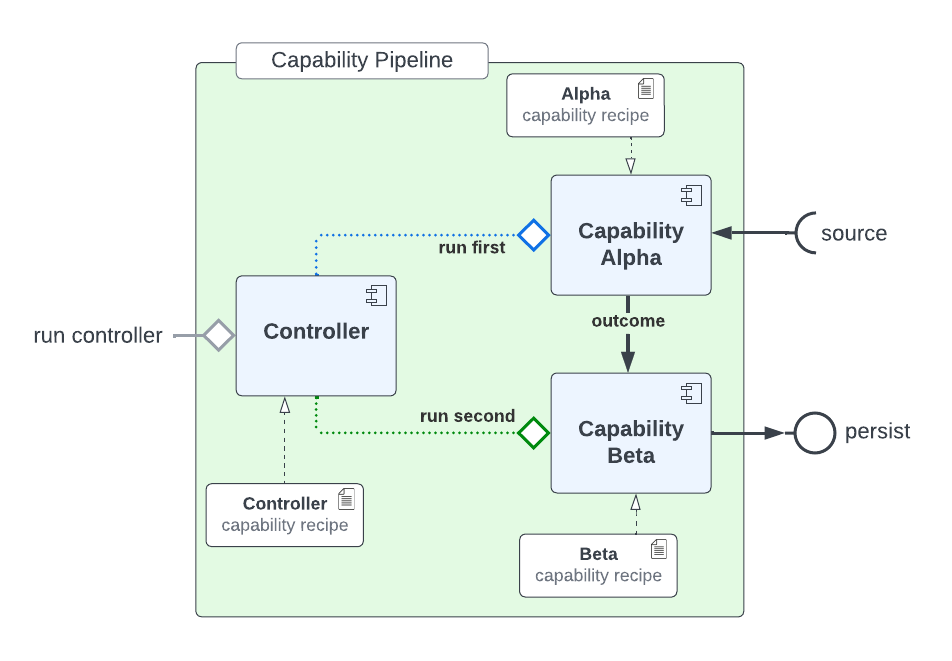 Capability Pipeline
Alpha
capability recipe
Capability
Alpha
source
run first
run controller
Controller
outcome
run second
Capability
Beta
persist
Controller
capability recipe
Beta
capability recipe